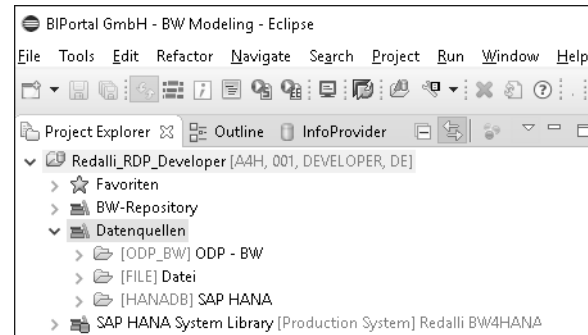 BIPortal GmbH - BW Modeling - Eclipse
File Tools Edit Refactor Navigate Search Project Run Window Help
Project Explorer Outline InfoProvider
Redalli_RDP_Developer [A4H, 001, DEVELOPER, DE]
Favoriten
BW-Repository
Datenquellen
[ODP_BW] ODP - BW
[FILE] Datei
[HANADB] SAP HANA
SAP HANA System Library [Production System] Redalli BW4HANA